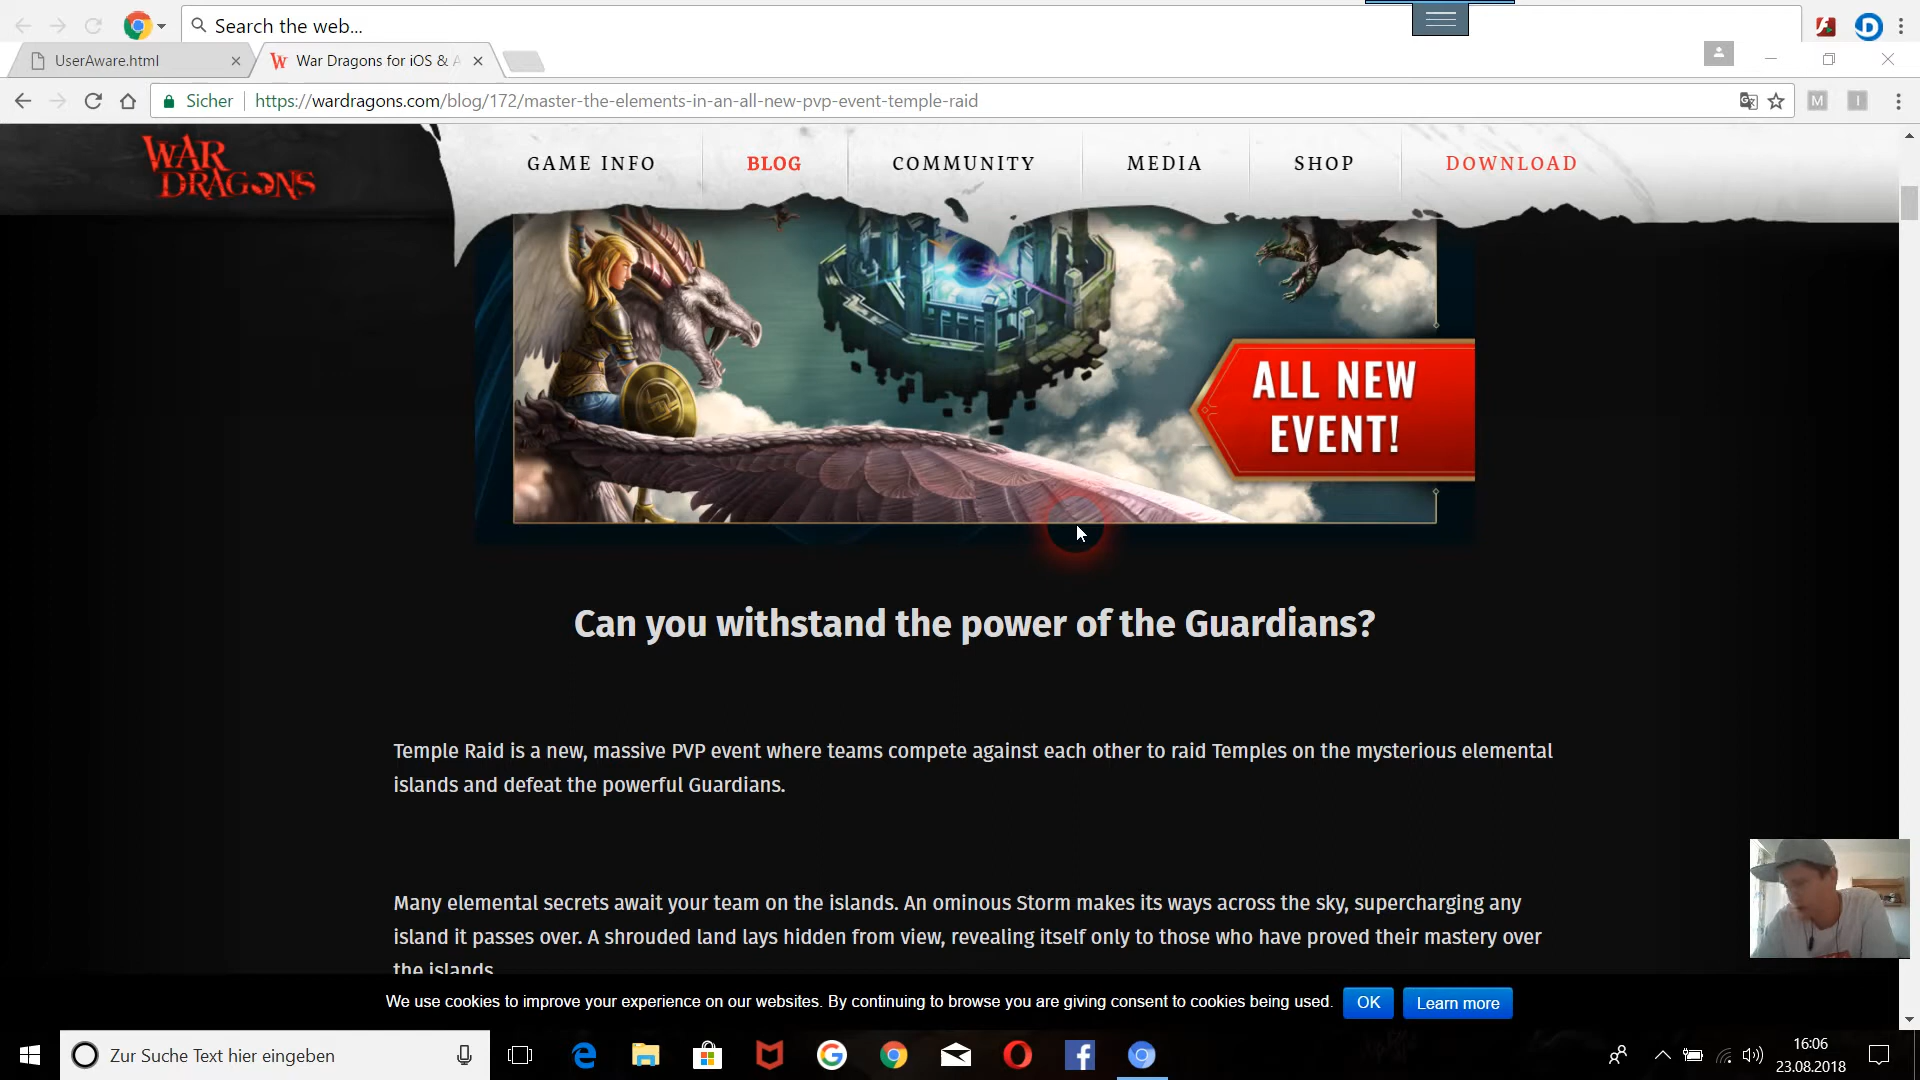 Search the web...
UserAware.html
War Dragons for iOS & A
Sicher
https://wardragons.com/blog/172/master-the-elements-in-an-all-new-pvp-event-temple-raid
M
I
WAR
DRAGONS
GAME INFO
BLOG
COMMUNITY
MEDIA
SHOP
DOWNLOAD
ALL NEW
EVENT!
Can you withstand the power of the Guardians?
Temple Raid is a new, massive PVP event where teams compete against each other to raid Temples on the mysterious elemental
islands and defeat the powerful Guardians.
Many elemental secrets await your team on the islands. An ominous Storm makes its ways across the sky, supercharging any
island it passes over. A shrouded land lays hidden from view, revealing itself only to those who have proved their mastery over
the islands.
We use cookies to improve your experience on our websites. By continuing to browse you are giving consent to cookies being used.
OK
Learn more
Zur Suche Text hier eingeben
16:06
23.08.2018